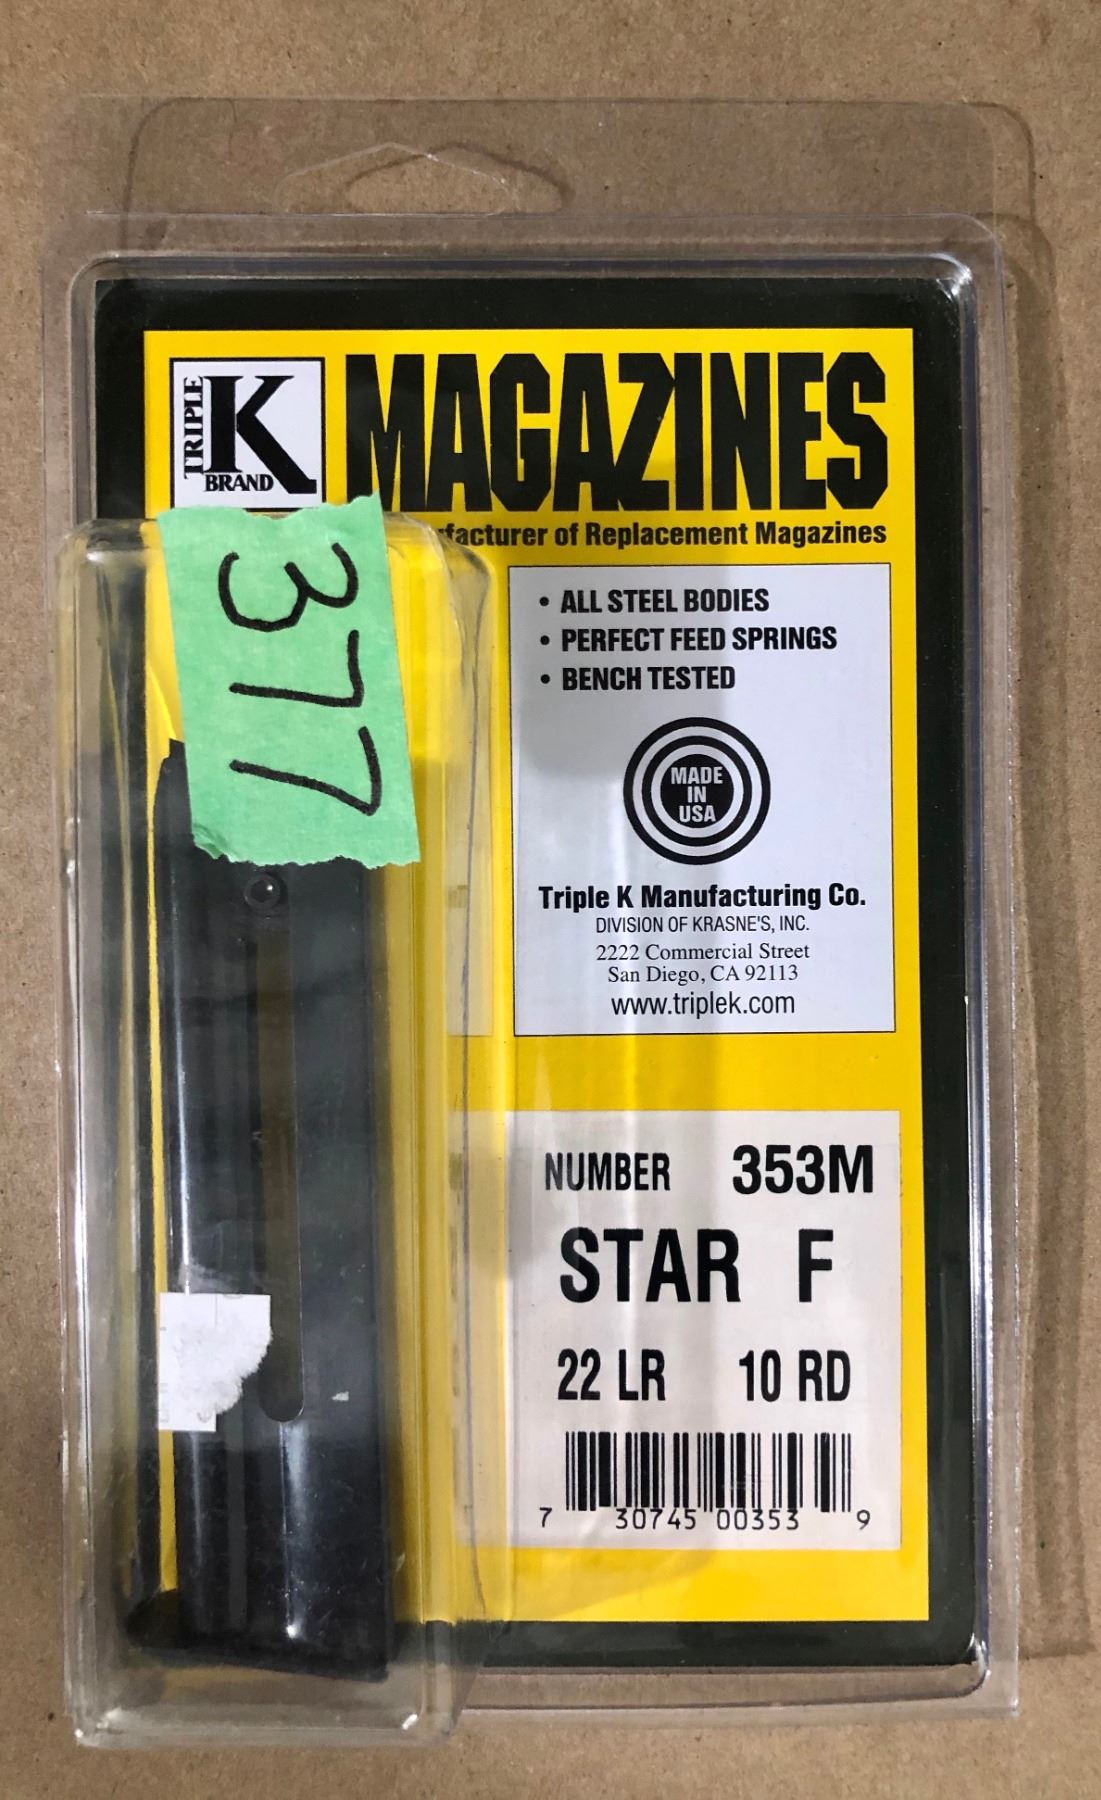 TRIPLE
K
BRAND
MAGAZINES
of Replacement Magazines
377
• ALL STEEL BODIES
• PERFECT FEED SPRINGS
• BENCH TESTED
MADE
IN
USA
Triple K Manufacturing Co.
DIVISION OF KRASNE'S, INC.
2222 Commercial Street
San Diego, CA 92113
www.triplek.com
NUMBER 353M
STAR F
22 LR 10 RD
7 30745 00353 9